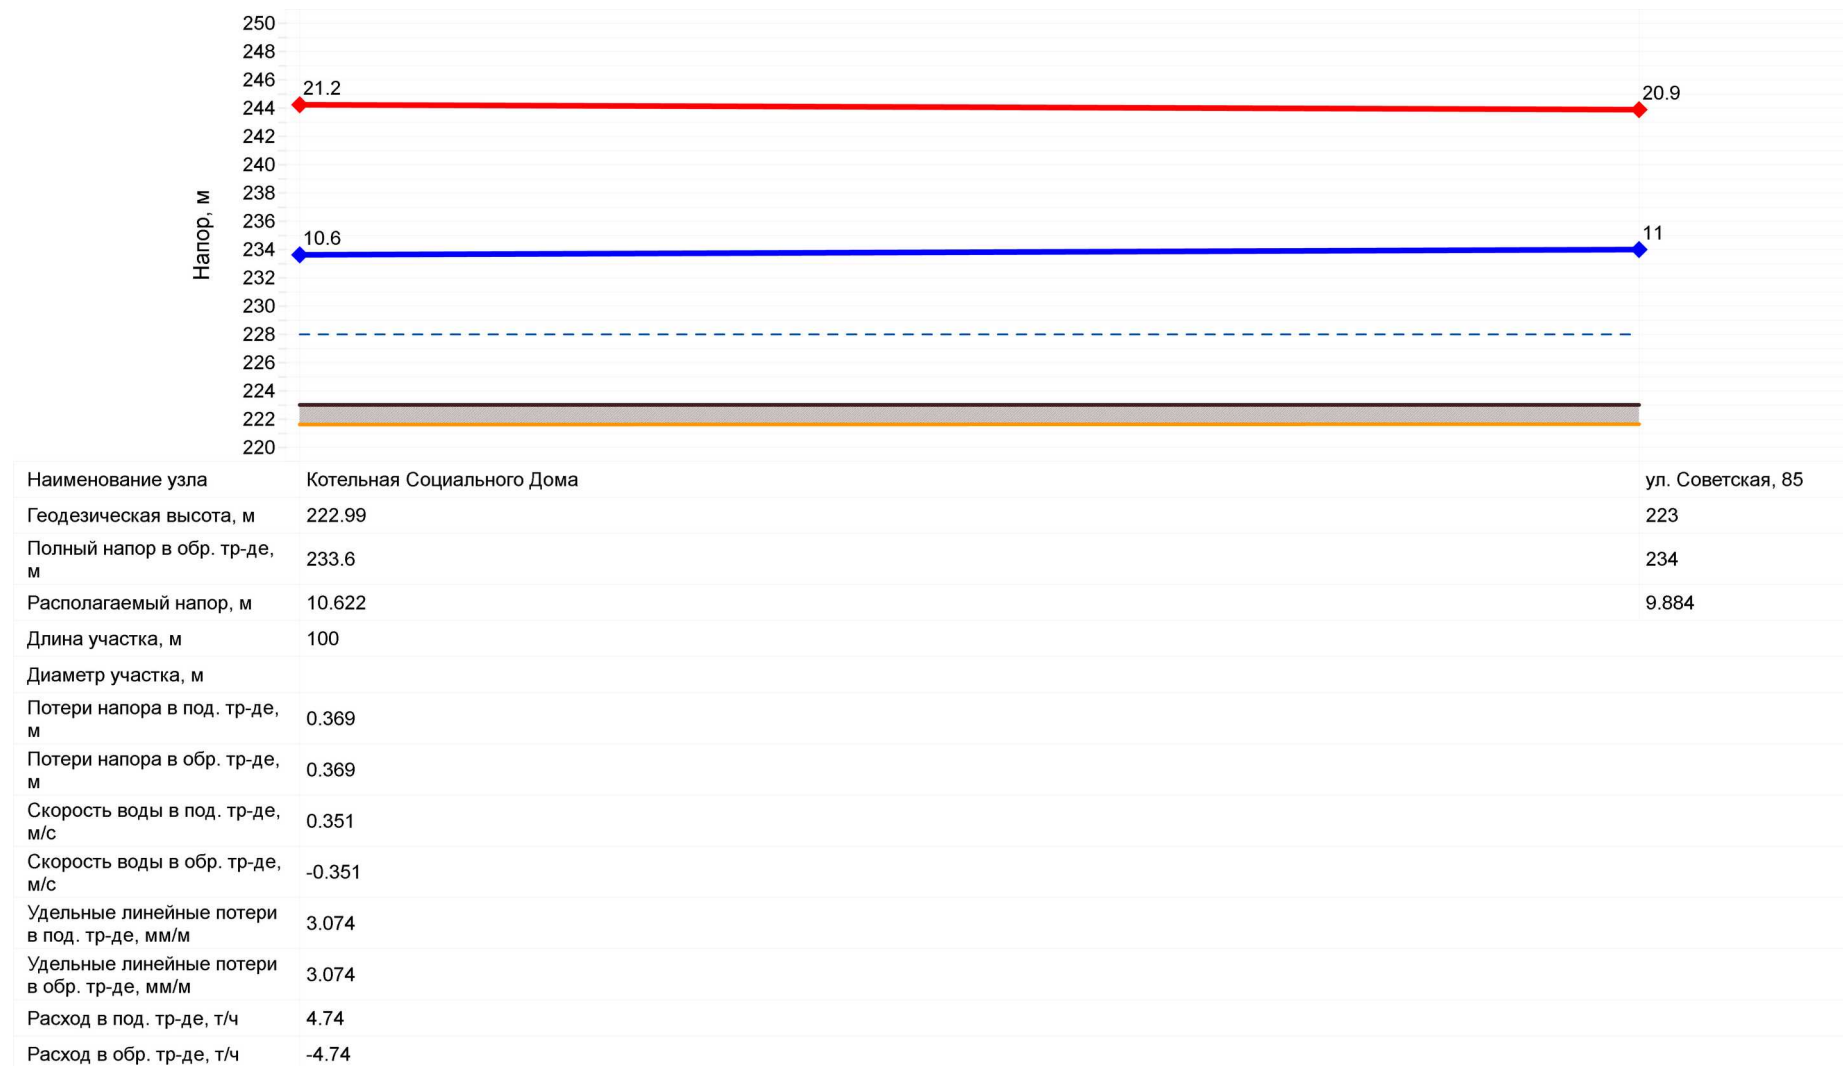 250
248
246
244
242
240
238
236
234
232
230
228
226
224
222
220
Напор, м
21.2
20.9
10.6
11
Наименование узла Котельная Социального Дома ул. Советская, 85
Геодезическая высота, м 222.99 223
Полный напор в обр. тр-де,
м 233.6 234
Располагаемый напор, м 10.622 9.884
Длина участка, м 100
Диаметр участка, м
Потери напора в под. тр-де,
м 0.369
Потери напора в обр. тр-де,
м 0.369
Скорость воды в под. тр-де,
м/с 0.351
Скорость воды в обр. тр-де,
м/с -0.351
Удельные линейные потери
в под. тр-де, мм/м 3.074
Удельные линейные потери
в обр. тр-де, мм/м 3.074
Расход в под. тр-де, т/ч 4.74
Расход в обр. тр-де, т/ч -4.74